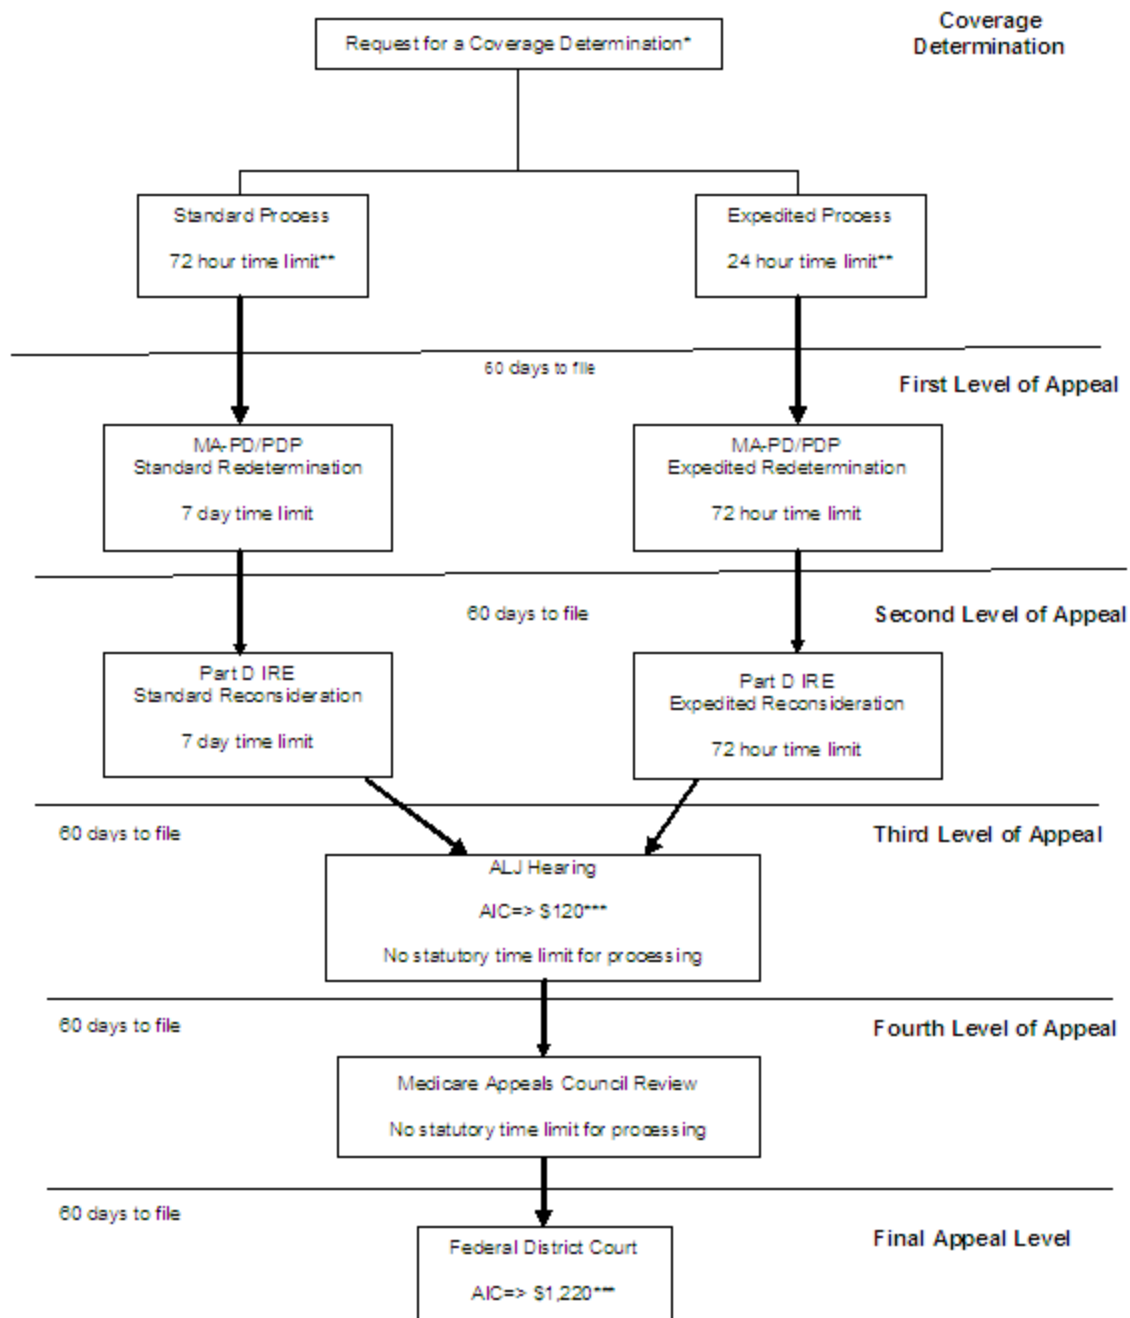 Coverage
Determination
Request for a Coverage Determination*
Standard Process
72 hour time limit**
Expedited Process
24 hour time limit**
60 days to file
First Level of Appeal
MA-PD/PDP
Standard Redetermination
7 day time limit
MA-PD/PDP
Expedited Redetermination
72 hour time limit
60 days to file
Second Level of Appeal
Part D IRE
Standard Reconsideration
7 day time limit
Part D IRE
Expedited Reconsideration
72 hour time limit
60 days to file
Third Level of Appeal
ALJ Hearing
AIC=> $120***
No statutory time limit for processing
60 days to file
Fourth Level of Appeal
Medicare Appeals Council Review
No statutory time limit for processing
60 days to file
Final Appeal Level
Federal District Court
AIC=> $1,220***